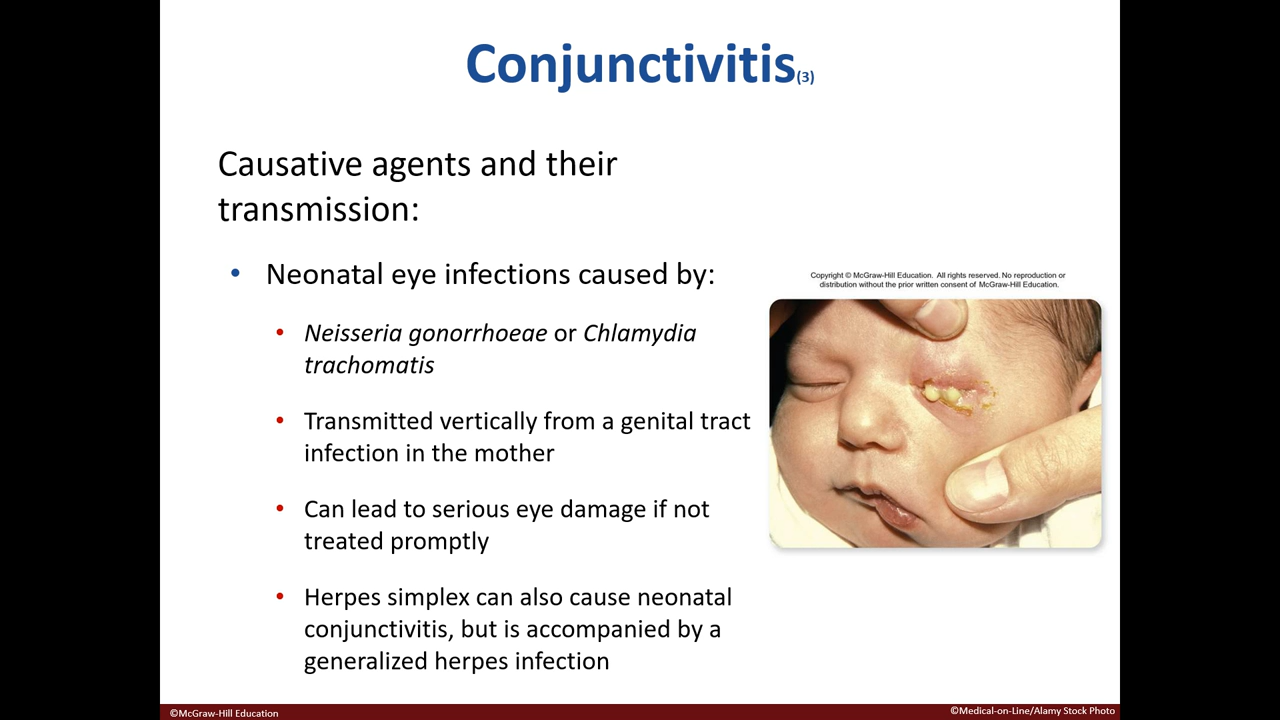 Conjunctivitis(3)
Causative agents and their
transmission:
• Neonatal eye infections caused by:
• Neisseria gonorrhoeae or Chlamydia
trachomatis
• Transmitted vertically from a genital tract
infection in the mother
• Can lead to serious eye damage if not
treated promptly
• Herpes simplex can also cause neonatal
conjunctivitis, but is accompanied by a
generalized herpes infection
Copyright © McGraw-Hill Education. All rights reserved. No reproduction or
distribution without the prior written consent of McGraw-Hill Education.
©McGraw-Hill Education
©Medical-on-Line/Alamy Stock Photo